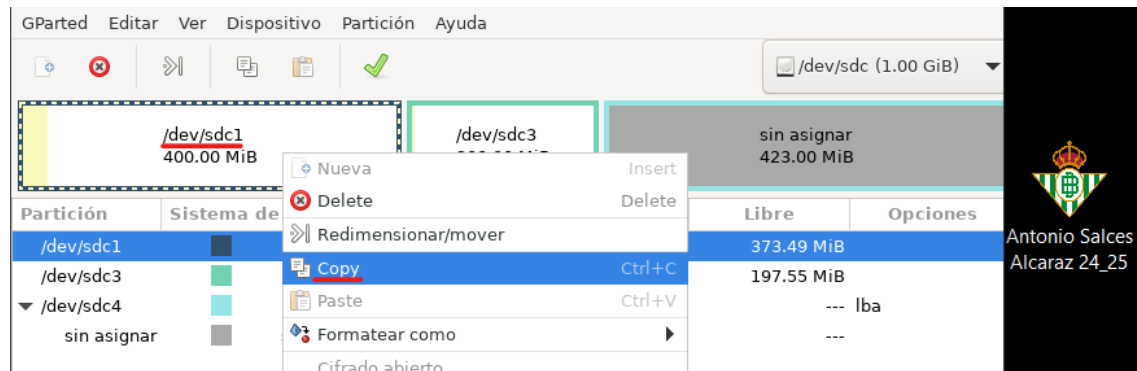 GParted Editar Ver Dispositivo Partición Ayuda
/dev/sdc (1.00 GiB)
/dev/sdc1
400.00 MiB
/dev/sdc3
sin asignar
423.00 MiB
Nueva Insert
Delete Delete
Redimensionar/mover
Copy Ctrl+C
Paste Ctrl+V
Formatear como
Cifrado abierto
Partición Sistema de Libre Opciones
/dev/sdc1 373.49 MiB
/dev/sdc3 197.55 MiB
/dev/sdc4 --- lba
sin asignar ---
Antonio Salces
Alcaraz 24_25